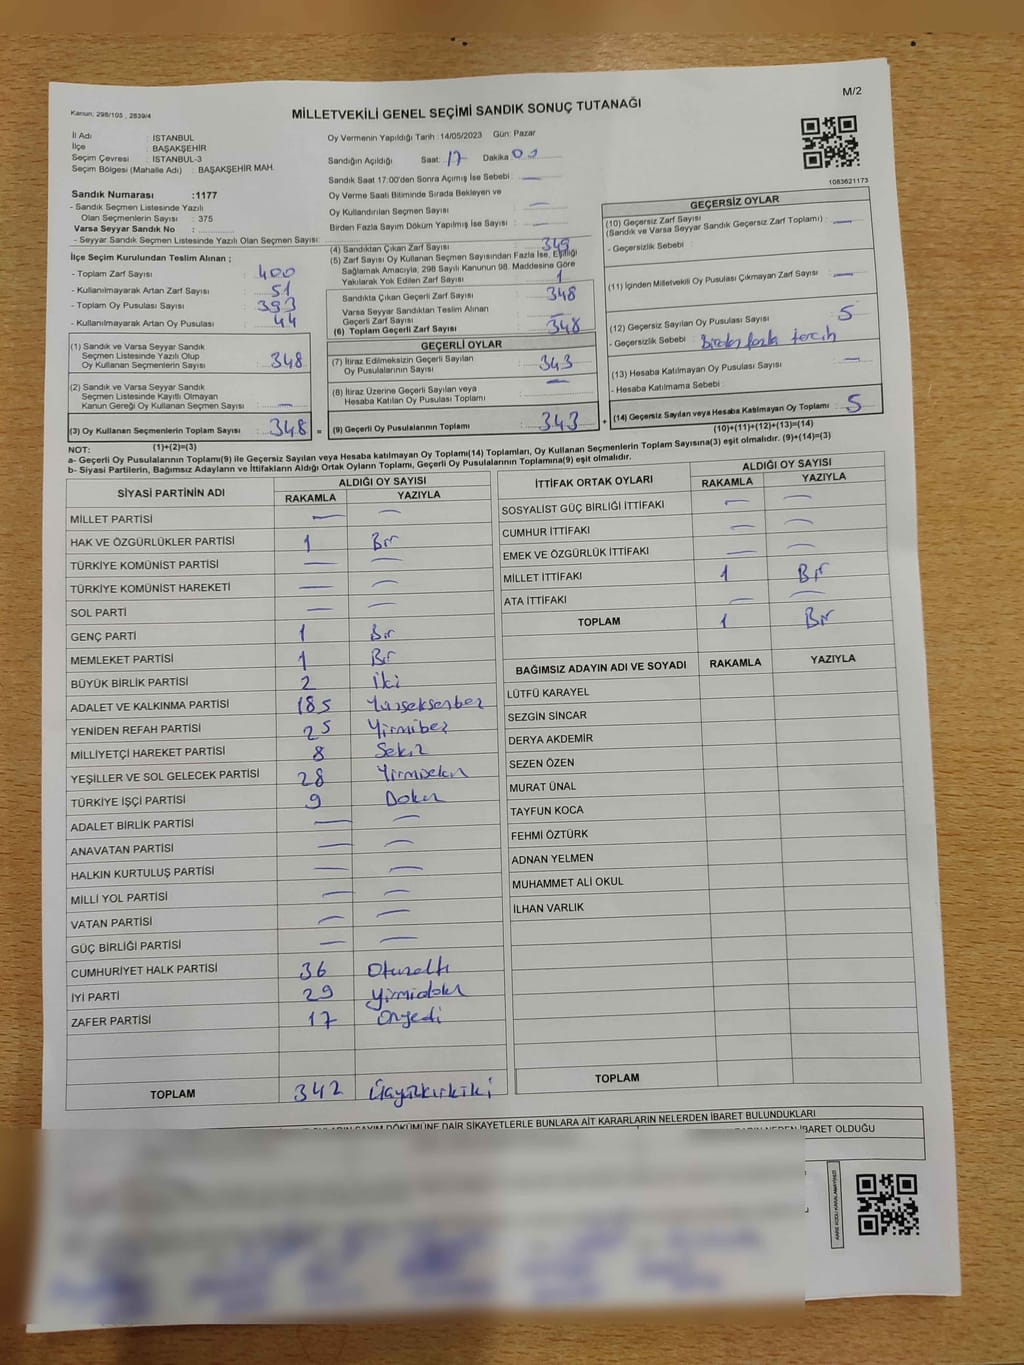 M/2
Kanun; 298/105 , 2839/4
MİLLETVEKİLİ GENEL SEÇİMİ SANDIK SONUÇ TUTANAĞI
İl Adı : İSTANBUL
İlçe : BAŞAKŞEHİR
Seçim Çevresi : İSTANBUL-3
Seçim Bölgesi (Mahalle Adı) : BAŞAKŞEHİR MAH.
Sandık Numarası :1177
- Sandık Seçmen Listesinde Yazılı
Olan Seçmenlerin Sayısı : 375
Varsa Seyyar Sandık No :
- Seyyar Sandık Seçmen Listesinde Yazılı Olan Seçmen Sayısı:
İlçe Seçim Kurulundan Teslim Alınan ;
- Toplam Zarf Sayısı : 400
- Kullanılmayarak Artan Zarf Sayısı : 51
- Toplam Oy Pusulası Sayısı : 393
- Kullanılmayarak Artan Oy Pusulası : 44
(1) Sandık ve Varsa Seyyar Sandık
Seçmen Listesinde Yazılı Olup
Oy Kullanan Seçmenlerin Sayısı : 348
(2) Sandık ve Varsa Seyyar Sandık
Seçmen Listesinde Kayıtlı Olmayan
Kanun Gereği Oy Kullanan Seçmen Sayısı : —
(3) Oy Kullanan Seçmenlerin Toplam Sayısı : 348 =
(1)+(2)=(3)
Oy Vermenin Yapıldığı Tarih :14/05/2023 Gün: Pazar
Sandığın Açıldığı Saat: 17 Dakika 00
Sandık Saat 17:00'den Sonra Açımış İse Sebebi : —
Oy Verme Saati Bitiminde Sırada Bekleyen ve
Oy Kullandırılan Seçmen Sayısı : —
Birden Fazla Sayım Döküm Yapılmış İse Sayısı : —
(4) Sandıktan Çıkan Zarf Sayısı : 349
(5) Zarf Sayısı Oy Kullanan Seçmen Sayısından Fazla İse, Eşitliği
Sağlamak Amacıyla, 298 Sayılı Kanunun 98. Maddesine Göre
Yakılarak Yok Edilen Zarf Sayısı : 1
Sandıkta Çıkan Geçerli Zarf Sayısı : 348
Varsa Seyyar Sandıktan Teslim Alınan
Geçerli Zarf Sayısı : —
(6) Toplam Geçerli Zarf Sayısı : 348
GEÇERLİ OYLAR
(7) İtiraz Edilmeksizin Geçerli Sayılan
Oy Pusulalarının Sayısı : 343
(8) İtiraz Üzerine Geçerli Sayılan veya
Hesaba Katılan Oy Pusulası Toplamı : —
(9) Geçerli Oy Pusulalarının Toplamı : 343 +
1083621173
GEÇERSİZ OYLAR
(10) Geçersiz Zarf Sayısı
(Sandık ve Varsa Seyyar Sandık Geçersiz Zarf Toplamı) : —
- Geçersizlik Sebebi :
(11) İçinden Milletvekili Oy Pusulası Çıkmayan Zarf Sayısı : —
(12) Geçersiz Sayılan Oy Pusulası Sayısı : 5
- Geçersizlik Sebebi : Birden fazla tercih
(13) Hesaba Katılmayan Oy Pusulası Sayısı : —
- Hesaba Katılmama Sebebi :
(14) Geçersiz Sayılan veya Hesaba Katılmayan Oy Toplamı : 5
(10)+(11)+(12)+(13)=(14)
NOT:
a- Geçerli Oy Pusulalarının Toplamı(9) ile Geçersiz Sayılan veya Hesaba Katılmayan Oy Toplamı(14) Toplamları, Oy Kullanan Seçmenlerin Toplam Sayısına(3) eşit olmalıdır. (9)+(14)=(3)
b- Siyasi Partilerin, Bağımsız Adayların ve İttifakların Aldığı Ortak Oyların Toplamı, Geçerli Oy Pusulalarının Toplamına(9) eşit olmalıdır.
SİYASİ PARTİNİN ADI ALDIĞI OY SAYISI
RAKAMLA YAZIYLA
MİLLET PARTİSİ — —
HAK VE ÖZGÜRLÜKLER PARTİSİ 1 Bir
TÜRKİYE KOMÜNİST PARTİSİ — —
TÜRKİYE KOMÜNİST HAREKETİ — —
SOL PARTİ — —
GENÇ PARTİ 1 Bir
MEMLEKET PARTİSİ 1 Bir
BÜYÜK BİRLİK PARTİSİ 2 İki
ADALET VE KALKINMA PARTİSİ 185 Yüzseksenbeş
YENİDEN REFAH PARTİSİ 25 Yirmibeş
MİLLİYETÇİ HAREKET PARTİSİ 8 Sekiz
YEŞİLLER VE SOL GELECEK PARTİSİ 28 Yirmisekiz
TÜRKİYE İŞÇİ PARTİSİ 9 Dokuz
ADALET BİRLİK PARTİSİ — —
ANAVATAN PARTİSİ — —
HALKIN KURTULUŞ PARTİSİ — —
MİLLİ YOL PARTİSİ — —
VATAN PARTİSİ — —
GÜÇ BİRLİĞİ PARTİSİ — —
CUMHURİYET HALK PARTİSİ 36 Otuzaltı
İYİ PARTİ 29 Yirmidokuz
ZAFER PARTİSİ 17 Onyedi
TOPLAM 342 Üçyüzkırkiki
İTTİFAK ORTAK OYLARI ALDIĞI OY SAYISI
RAKAMLA YAZIYLA
SOSYALİST GÜÇ BİRLİĞİ İTTİFAKI — —
CUMHUR İTTİFAKI — —
EMEK VE ÖZGÜRLÜK İTTİFAKI — —
MİLLET İTTİFAKI 1 Bir
ATA İTTİFAKI — —
TOPLAM 1 Bir
BAĞIMSIZ ADAYIN ADI VE SOYADI RAKAMLA YAZIYLA
LÜTFÜ KARAYEL
SEZGİN SİNCAR
DERYA AKDEMİR
SEZEN ÖZEN
MURAT ÜNAL
TAYFUN KOCA
FEHMİ ÖZTÜRK
ADNAN YELMEN
MUHAMMET ALİ OKUL
İLHAN VARLIK
TOPLAM
SAYIM DÖKÜMÜNE DAİR ŞİKAYETLERLE BUNLARA AİT KARARLARIN NELERDEN İBARET BULUNDUKLARI
NEDEN İBARET OLDUĞU